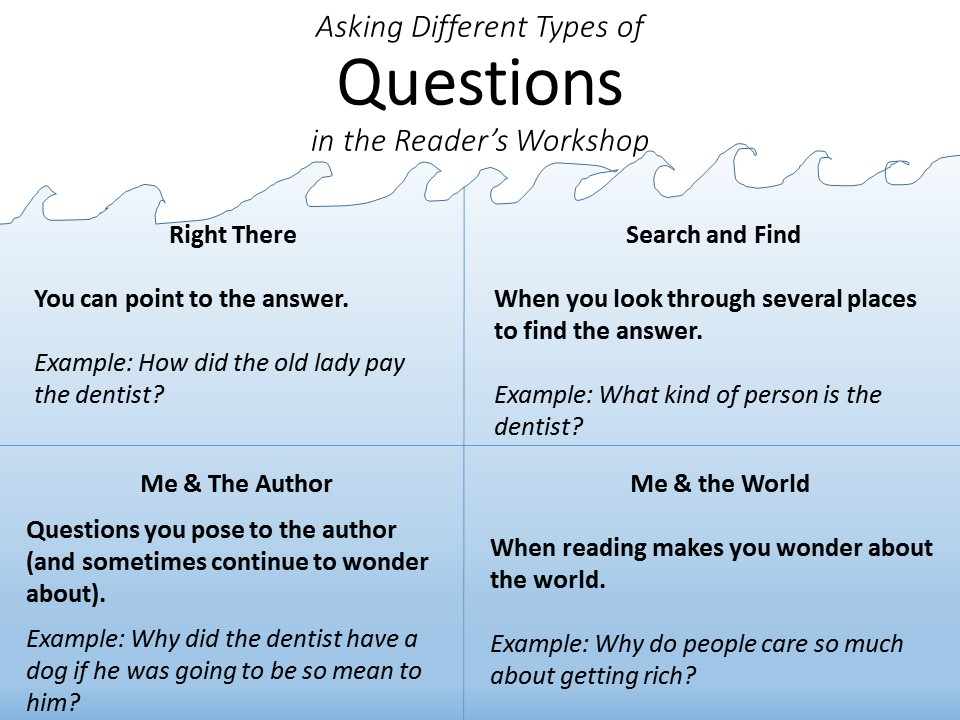 Asking Different Types of
Questions
in the Reader’s Workshop
Right There
You can point to the answer.
Example: How did the old lady pay
the dentist?
Search and Find
When you look through several places
to find the answer.
Example: What kind of person is the
dentist?
Me & The Author
Questions you pose to the author
(and sometimes continue to wonder
about).
Example: Why did the dentist have a
dog if he was going to be so mean to
him?
Me & the World
When reading makes you wonder about
the world.
Example: Why do people care so much
about getting rich?